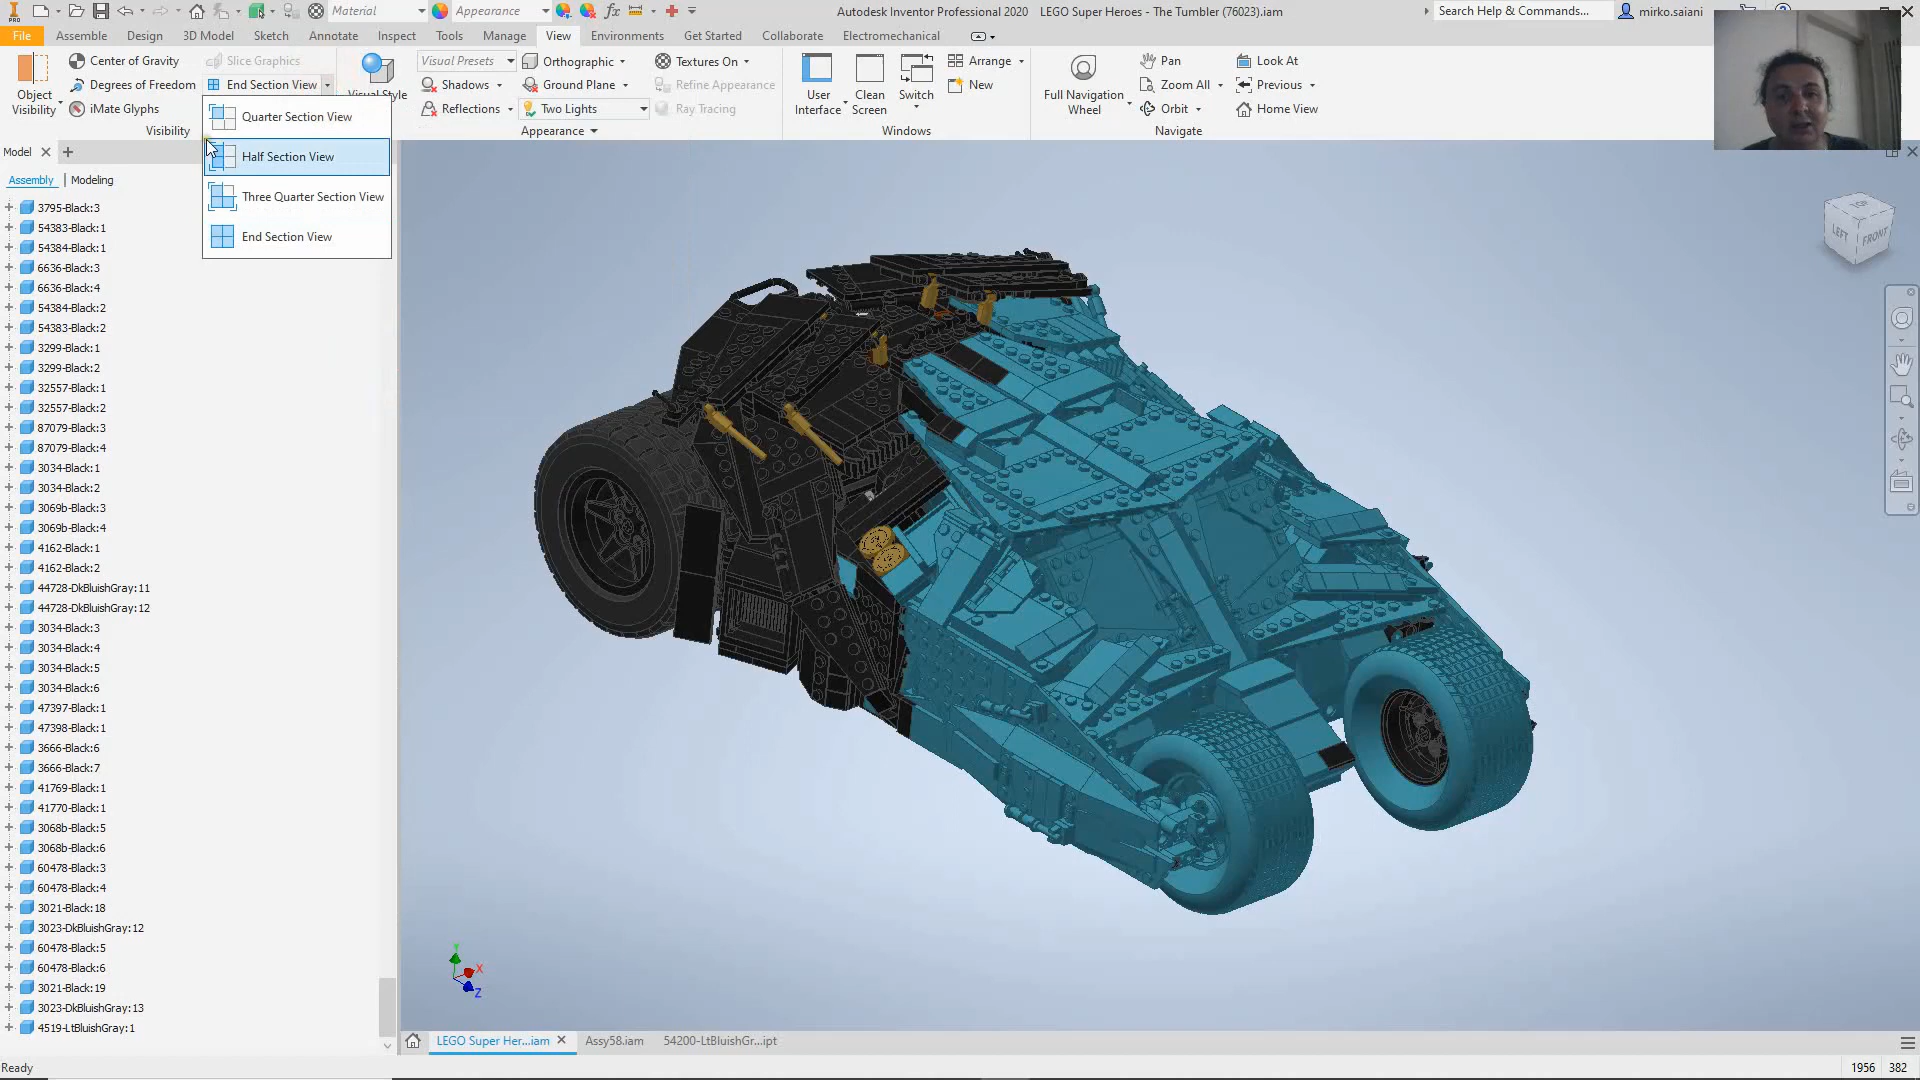 Material
Appearance
Autodesk Inventor Professional 2020 LEGO Super Heroes - The Tumbler (76023).iam
Search Help & Commands...
mirko.saiani
File Assemble Design 3D Model Sketch Annotate Inspect Tools Manage View Environments Get Started Collaborate Electromechanical
Object Visibility
Center of Gravity
Degrees of Freedom
iMate Glyphs
Slice Graphics
End Section View
Visibility
Quarter Section View
Half Section View
Three Quarter Section View
End Section View
Visual Style
Visual Presets
Shadows
Reflections
Orthographic
Ground Plane
Two Lights
Textures On
Refine Appearance
Ray Tracing
Appearance
User Interface
Clean Screen
Switch
Arrange
New
Windows
Full Navigation Wheel
Pan
Zoom All
Orbit
Look At
Previous
Home View
Navigate
Model
Assembly Modeling
3795-Black:3
54383-Black:1
54384-Black:1
6636-Black:3
6636-Black:4
54384-Black:2
54383-Black:2
3299-Black:1
3299-Black:2
32557-Black:1
32557-Black:2
87079-Black:3
87079-Black:4
3034-Black:1
3034-Black:2
3069b-Black:3
3069b-Black:4
4162-Black:1
4162-Black:2
44728-DkBluishGray:11
44728-DkBluishGray:12
3034-Black:3
3034-Black:4
3034-Black:5
3034-Black:6
47397-Black:1
47398-Black:1
3666-Black:6
3666-Black:7
41769-Black:1
41770-Black:1
3068b-Black:5
3068b-Black:6
60478-Black:3
60478-Black:4
3021-Black:18
3023-DkBluishGray:12
60478-Black:5
60478-Black:6
3021-Black:19
3023-DkBluishGray:13
4519-LtBluishGray:1
TOP
LEFT
FRONT
Y
X
Z
LEGO Super Her...iam Assy58.iam 54200-LtBluishGr...ipt
Ready
1956 382